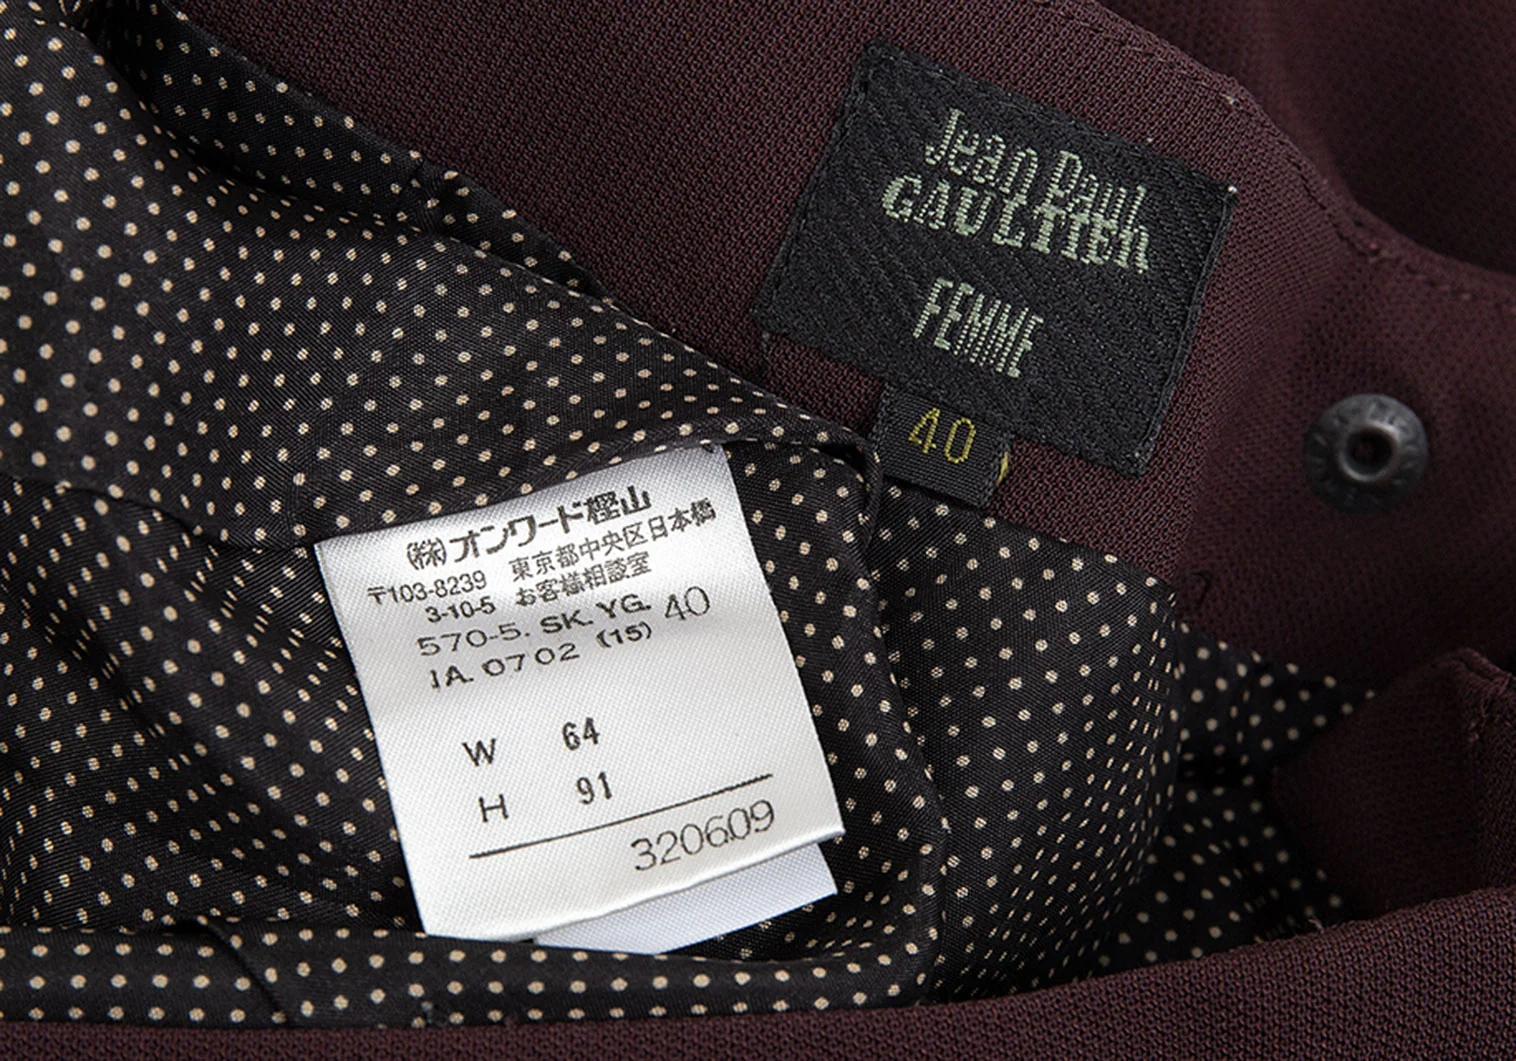 Jean Paul
GAULTIER
FEMME
40
(株)オンワード樫山
〒103-8239 東京都中央区日本橋
3-10-5 お客様相談室
570-5. SK. YG. 40
IA. 0702 (15)
W 64
H 91
320609